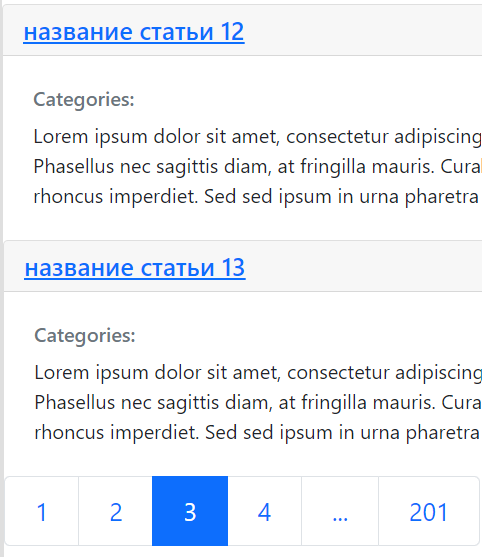 название статьи 12
Categories:
Lorem ipsum dolor sit amet, consectetur adipiscing
Phasellus nec sagittis diam, at fringilla mauris.
rhoncus imperdiet. Sed sed ipsum in urna pharetra
название статьи 13
Categories:
Lorem ipsum dolor sit amet, consectetur adipiscing
Phasellus nec sagittis diam, at fringilla mauris.
rhoncus imperdiet. Sed sed ipsum in urna pharetra
1 2 3 4 ... 201